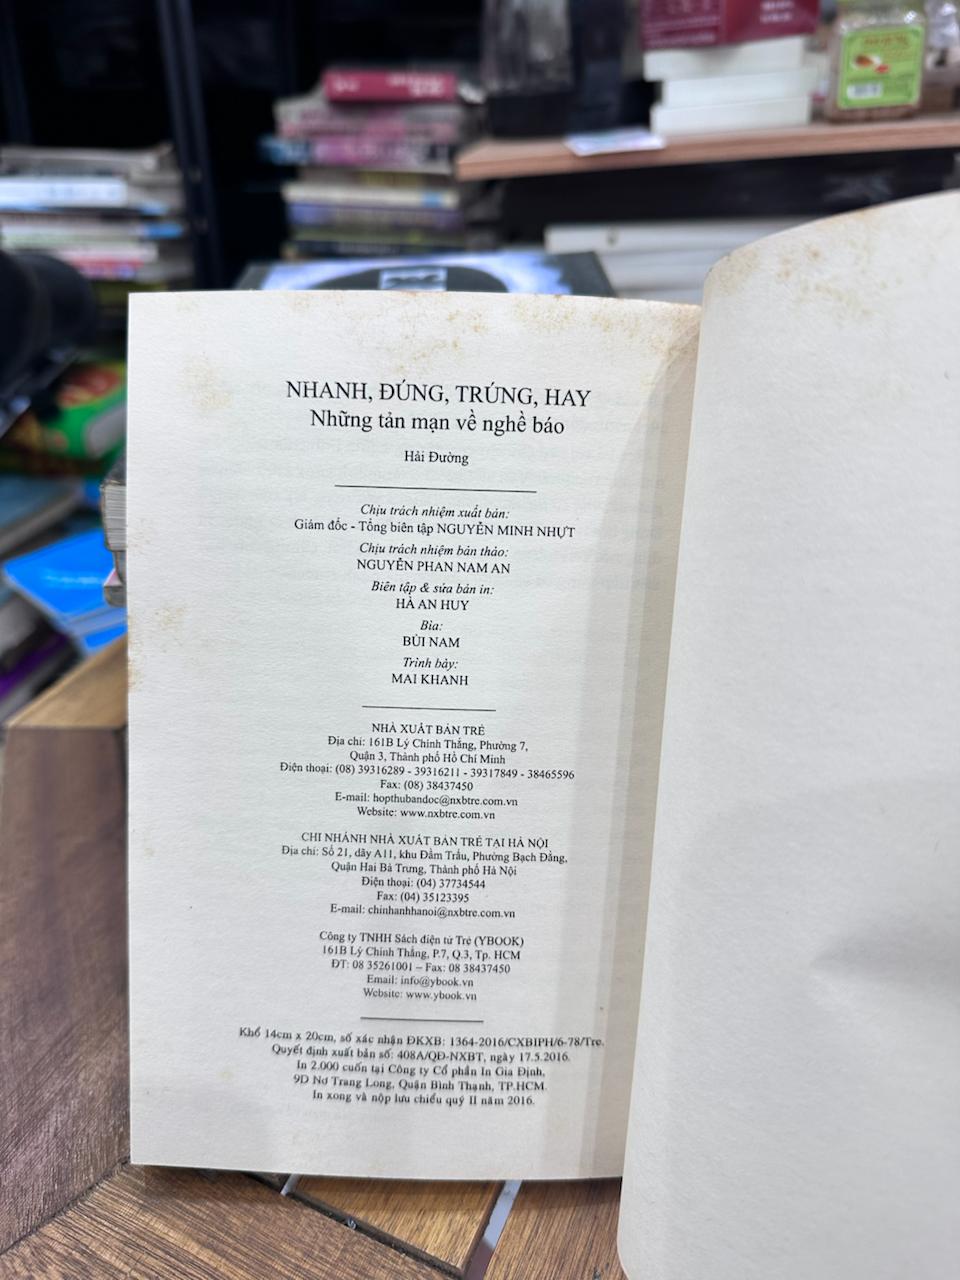 NHANH, ĐÚNG, TRÚNG, HAY
Những tản mạn về nghề báo
Hải Đường
Chịu trách nhiệm xuất bản:
Giám đốc - Tổng biên tập NGUYỄN MINH NHỰT
Chịu trách nhiệm bản thảo:
NGUYỄN PHAN NAM AN
Biên tập & sửa bản in:
HÀ AN HUY
Bìa:
BÙI NAM
Trình bày:
MAI KHANH
NHÀ XUẤT BẢN TRẺ
Địa chỉ: 161B Lý Chính Thắng, Phường 7,
Quận 3, Thành phố Hồ Chí Minh
Điện thoại: (08) 39316289 - 39316211 - 39317849 - 38465596
Fax: (08) 38437450
E-mail: hopthubandoc@nxbtre.com.vn
Website: www.nxbtre.com.vn
CHI NHÁNH NHÀ XUẤT BẢN TRẺ TẠI HÀ NỘI
Địa chỉ: Số 21, dãy A11, khu Đầm Trấu, Phường Bạch Đằng,
Quận Hai Bà Trưng, Thành phố Hà Nội
Điện thoại: (04) 37734544
Fax: (04) 35123395
E-mail: chinhanhhanoi@nxbtre.com.vn
Công ty TNHH Sách điện tử Trẻ (YBOOK)
161B Lý Chính Thắng, P.7, Q.3, Tp. HCM
ĐT: 08 35261001 – Fax: 08 38437450
Email: info@ybook.vn
Website: www.ybook.vn
Khổ 14cm x 20cm, số xác nhận ĐKXB: 1364-2016/CXBIPH/6-78/Tre.
Quyết định xuất bản số: 408A/QĐ-NXBT, ngày 17.5.2016.
In 2.000 cuốn tại Công ty Cổ phần In Gia Định.
9D Nơ Trang Long, Quận Bình Thạnh, TP.HCM.
In xong và nộp lưu chiểu quý II năm 2016.